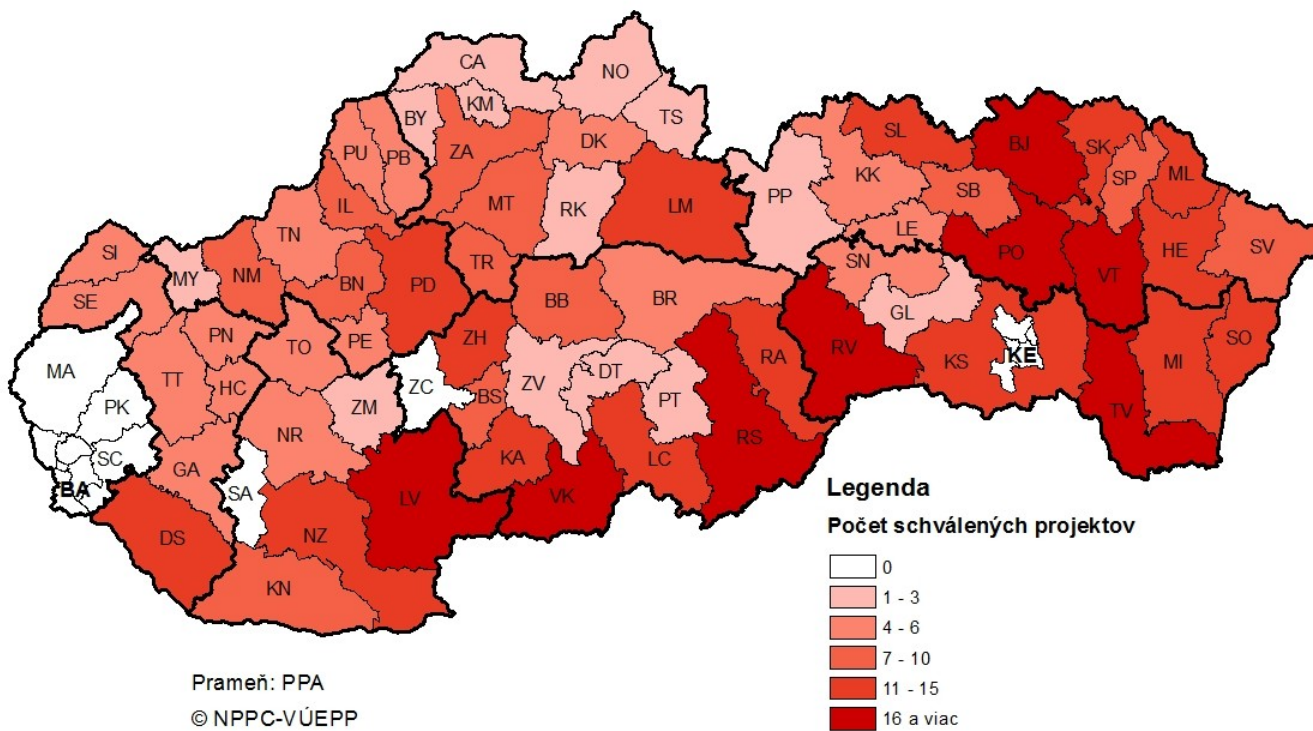 CA
NO
KM
BY
TS
PU
PB
ZA
DK
SL
BJ
SK
SP
ML
KK
SB
PP
RK
LM
MT
IL
TN
LE
PO
VT
HE
SV
SI
MY
NM
BN
PD
TR
SN
SE
BB
BR
GL
PN
TO
PE
ZH
RA
RV
KS
KE
MI
SO
MA
TT
HC
ZC
DT
ZV
PK
ZM
BS
PT
TV
NR
RS
SC
GA
KA
LC
BA
SA
LV
VK
DS
NZ
KN
Legenda
Počet schválených projektov
0
1 - 3
4 - 6
7 - 10
11 - 15
16 a viac
Prameň: PPA
© NPPC-VÚEPP